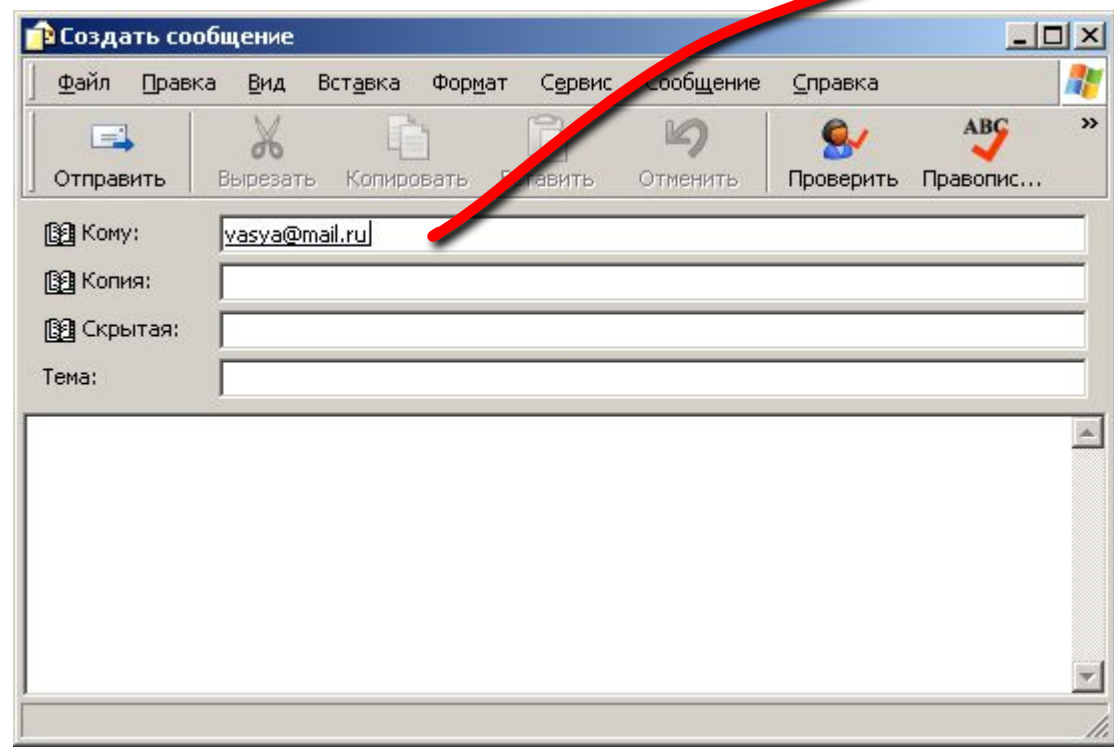 Создать сообщение
Файл Правка Вид Вставка Формат Сервис Сообщение Справка
ABC
Отправить Вырезать Копировать Вставить Отменить Проверить Правопис...
Кому: vasya@mail.ru
Копия:
Скрытая:
Тема: